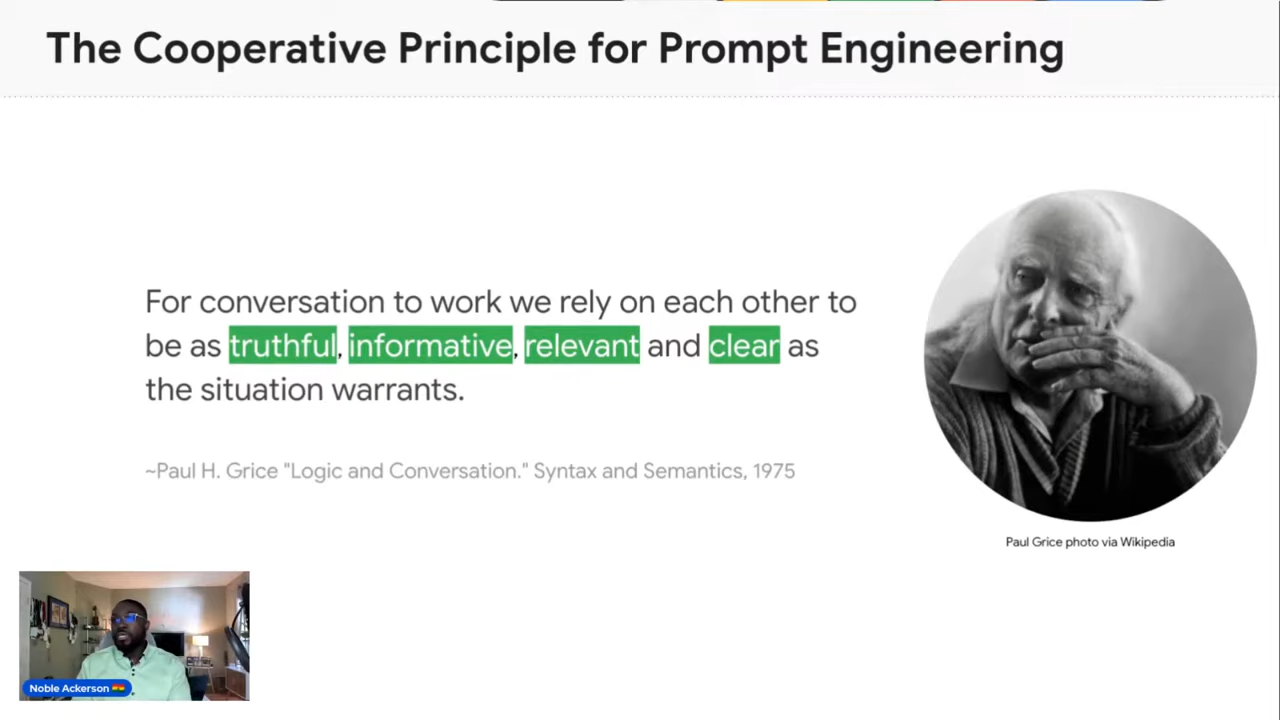 The Cooperative Principle for Prompt Engineering
For conversation to work we rely on each other to
be as truthful, informative, relevant and clear as
the situation warrants.
~Paul H. Grice "Logic and Conversation." Syntax and Semantics, 1975
Paul Grice photo via Wikipedia
Noble Ackerson